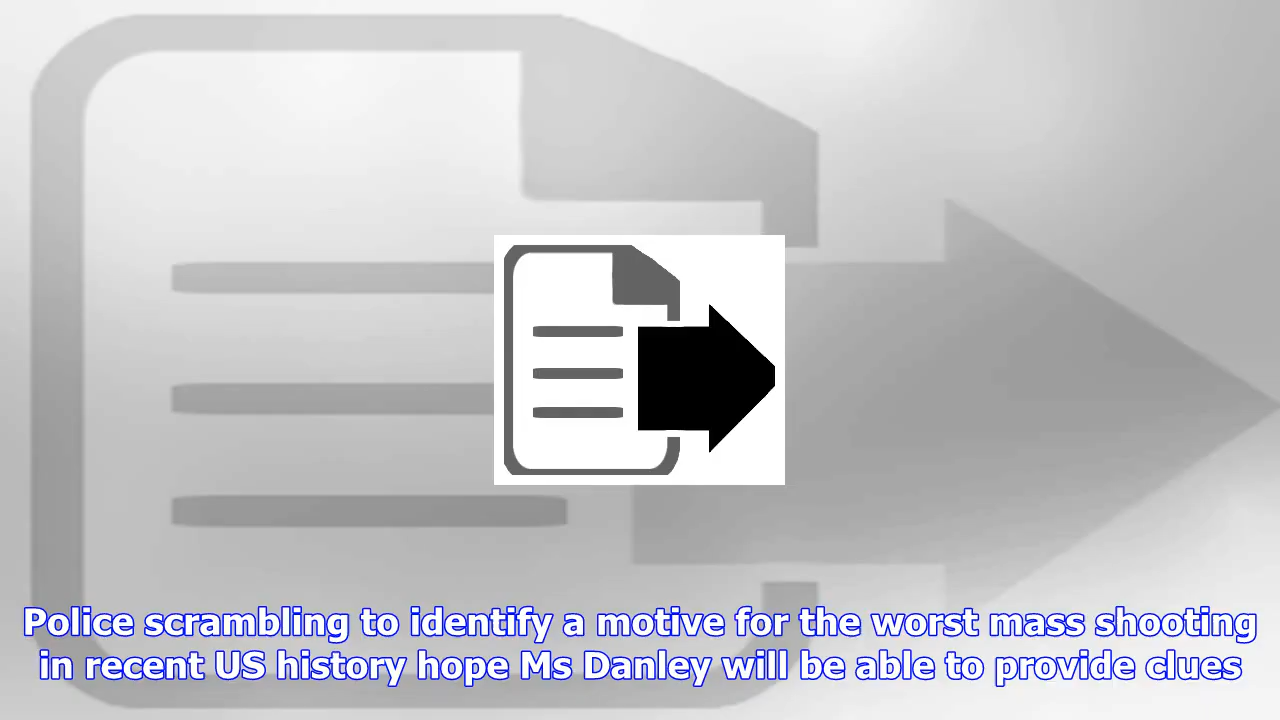 Police scrambling to identify a motive for the worst mass shooting
in recent US history hope Ms Danley will be able to provide clues